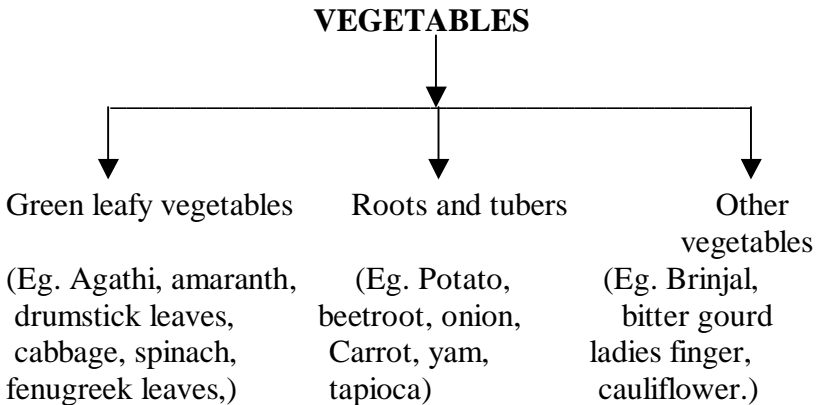 VEGETABLES
Green leafy vegetables Roots and tubers Other
vegetables
(Eg. Agathi, amaranth, (Eg. Potato, (Eg. Brinjal,
drumstick leaves, beetroot, onion, bitter gourd
cabbage, spinach, Carrot, yam, ladies finger,
fenugreek leaves,) tapioca) cauliflower.)